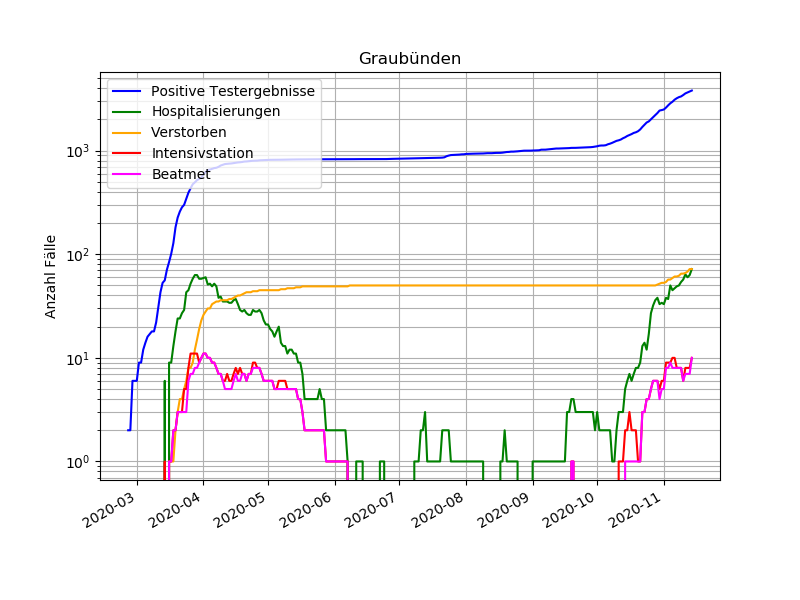 Graubünden
Positive Testergebnisse
Hospitalisierungen
Verstorben
Intensivstation
Beatmet
Anzahl Fälle
10³
10²
10¹
10⁰
2020-03
2020-04
2020-05
2020-06
2020-07
2020-08
2020-09
2020-10
2020-11